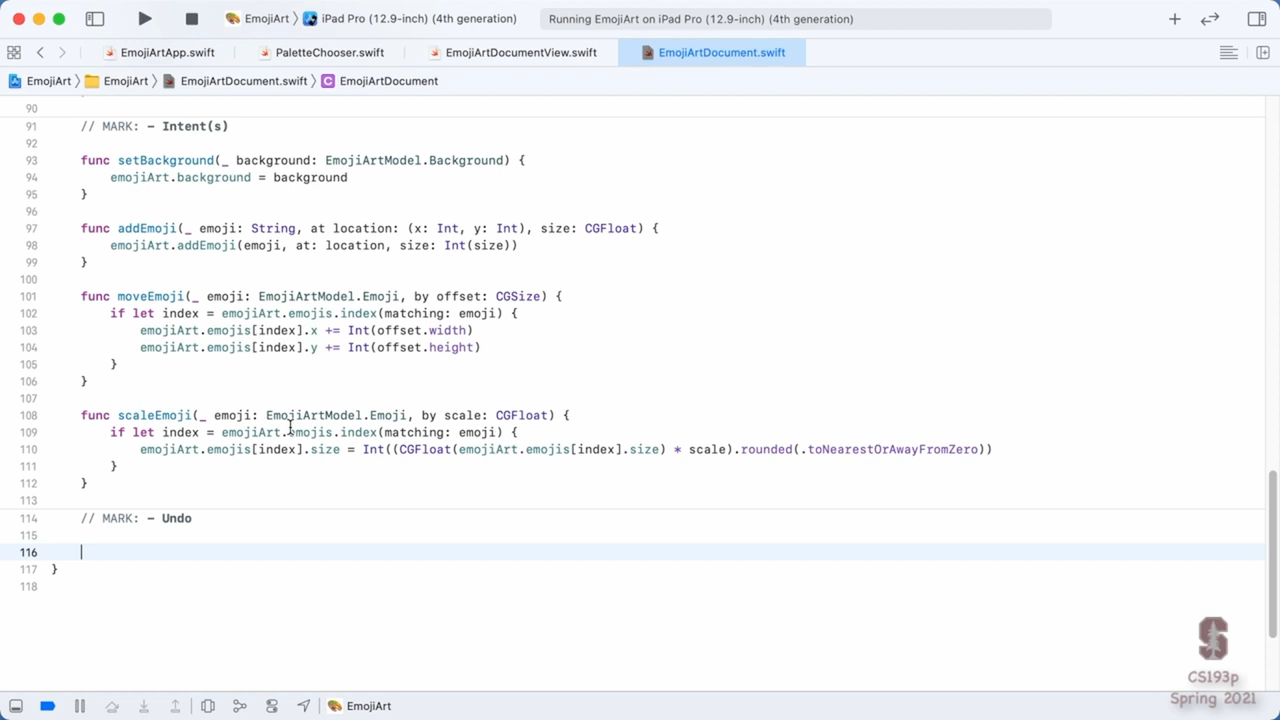 EmojiArt 〉 iPad Pro (12.9-inch) (4th generation)
Running EmojiArt on iPad Pro (12.9-inch) (4th generation)
EmojiArtApp.swift
PaletteChooser.swift
EmojiArtDocumentView.swift
EmojiArtDocument.swift
EmojiArt 〉 EmojiArt 〉 EmojiArtDocument.swift 〉 C EmojiArtDocument
90
91 // MARK: - Intent(s)
92
93 func setBackground(_ background: EmojiArtModel.Background) {
94 emojiArt.background = background
95 }
96
97 func addEmoji(_ emoji: String, at location: (x: Int, y: Int), size: CGFloat) {
98 emojiArt.addEmoji(emoji, at: location, size: Int(size))
99 }
100
101 func moveEmoji(_ emoji: EmojiArtModel.Emoji, by offset: CGSize) {
102 if let index = emojiArt.emojis.index(matching: emoji) {
103 emojiArt.emojis[index].x += Int(offset.width)
104 emojiArt.emojis[index].y += Int(offset.height)
105 }
106 }
107
108 func scaleEmoji(_ emoji: EmojiArtModel.Emoji, by scale: CGFloat) {
109 if let index = emojiArt.emojis.index(matching: emoji) {
110 emojiArt.emojis[index].size = Int((CGFloat(emojiArt.emojis[index].size) * scale).rounded(.toNearestOrAwayFromZero))
111 }
112 }
113
114 // MARK: - Undo
115
116
117 }
118
S
CS193p
Spring 2021
EmojiArt